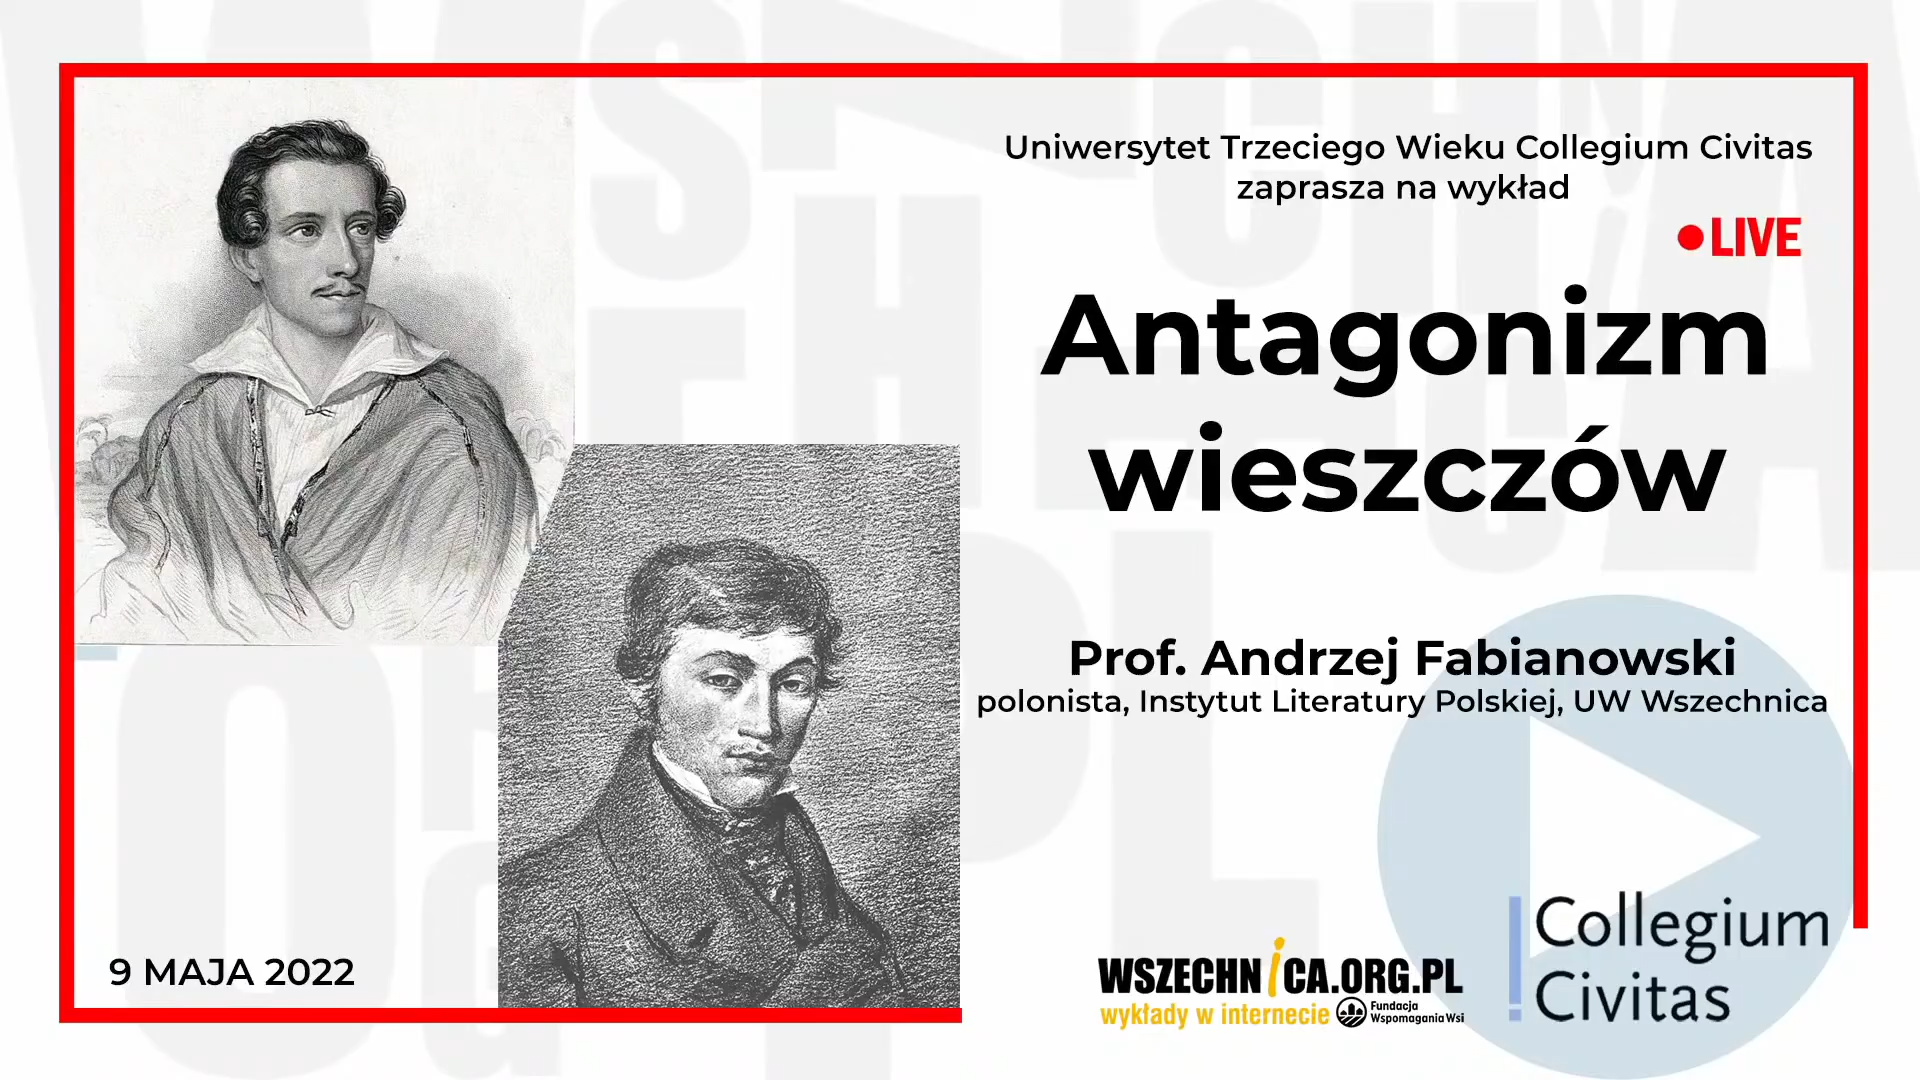 Uniwersytet Trzeciego Wieku Collegium Civitas
zaprasza na wykład
LIVE
Antagonizm
wieszczów
Prof. Andrzej Fabianowski
polonista, Instytut Literatury Polskiej, UW Wszechnica
9 MAJA 2022
WSZECHNiCA.ORG.PL
wykłady w internecie
Fundacja
Wspomagania Wsi
Collegium
Civitas